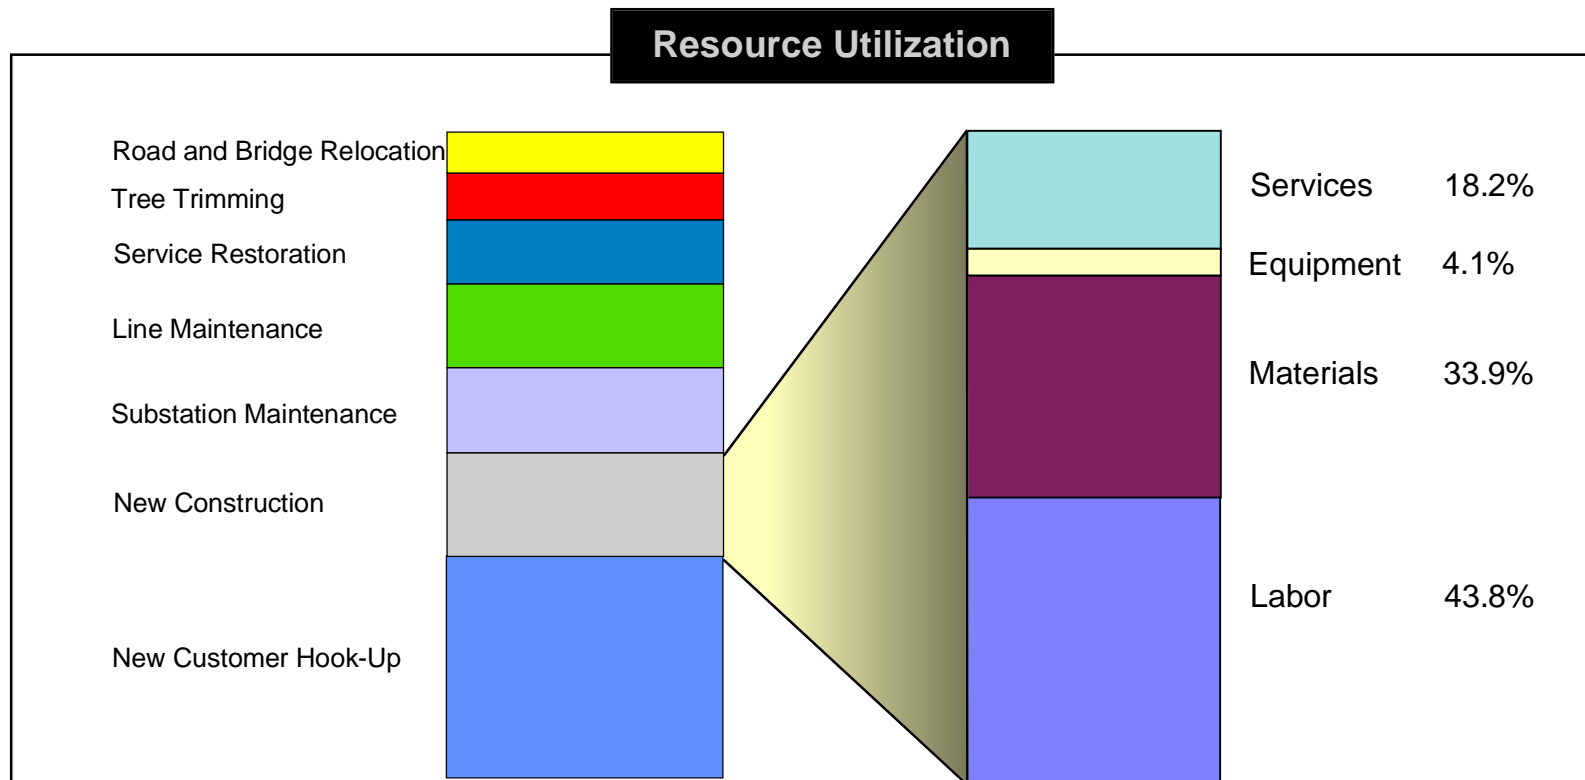 Resource Utilization
Road and Bridge Relocation
Tree Trimming
Service Restoration
Line Maintenance
Substation Maintenance
New Construction
New Customer Hook-Up
Services 18.2%
Equipment 4.1%
Materials 33.9%
Labor 43.8%